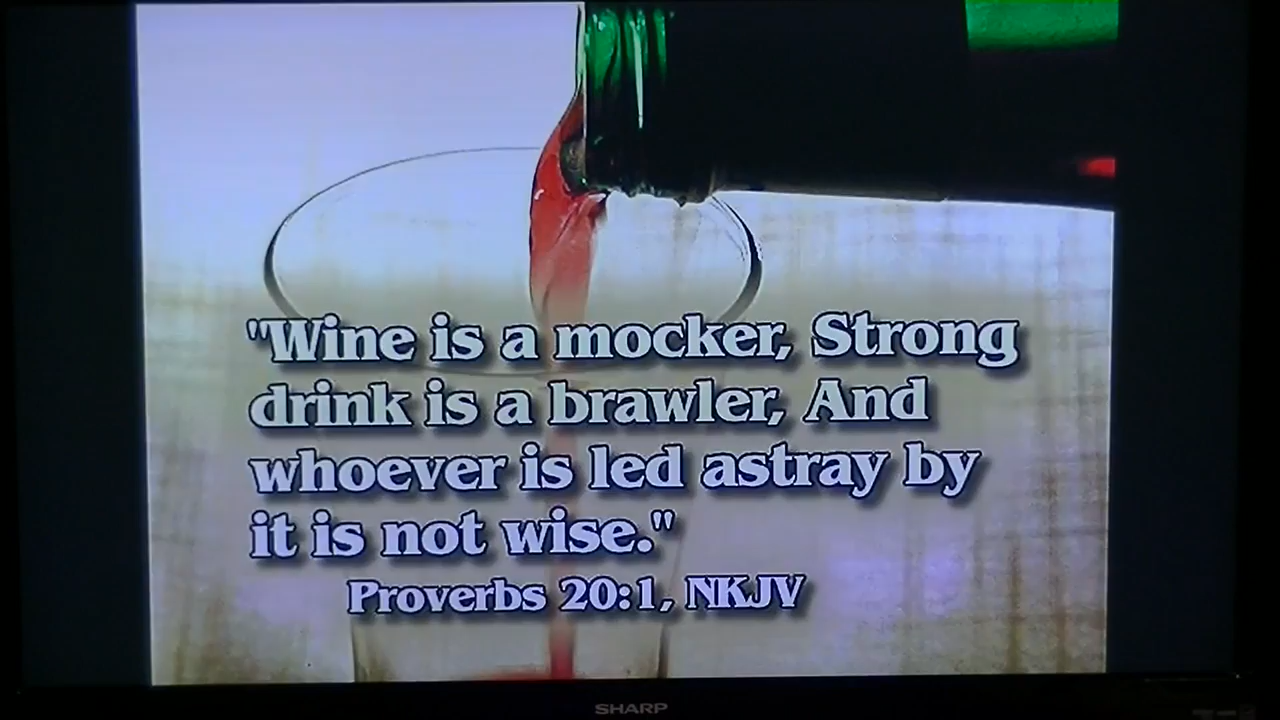 "Wine is a mocker, Strong
drink is a brawler, And
whoever is led astray by
it is not wise."
Proverbs 20:1, NKJV
SHARP